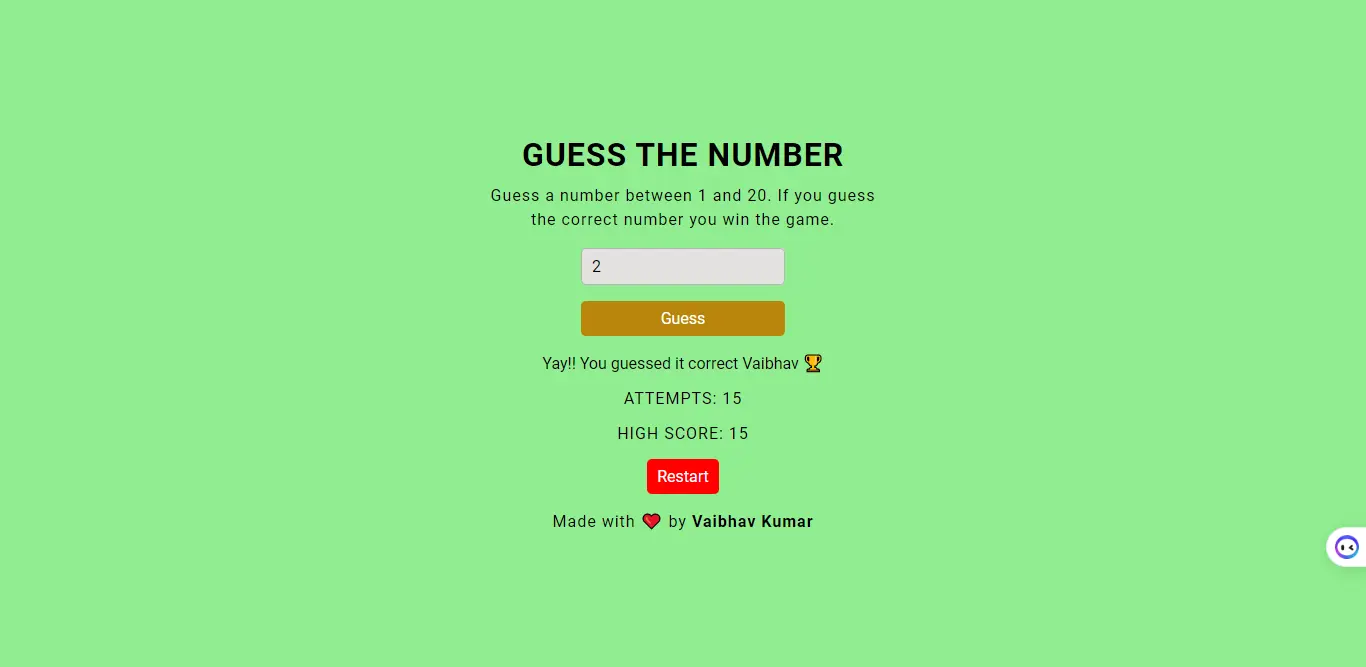 GUESS THE NUMBER
Guess a number between 1 and 20. If you guess
the correct number you win the game.
2
Guess
Yay!! You guessed it correct Vaibhav 🏆
ATTEMPTS: 15
HIGH SCORE: 15
Restart
Made with ❤️ by Vaibhav Kumar